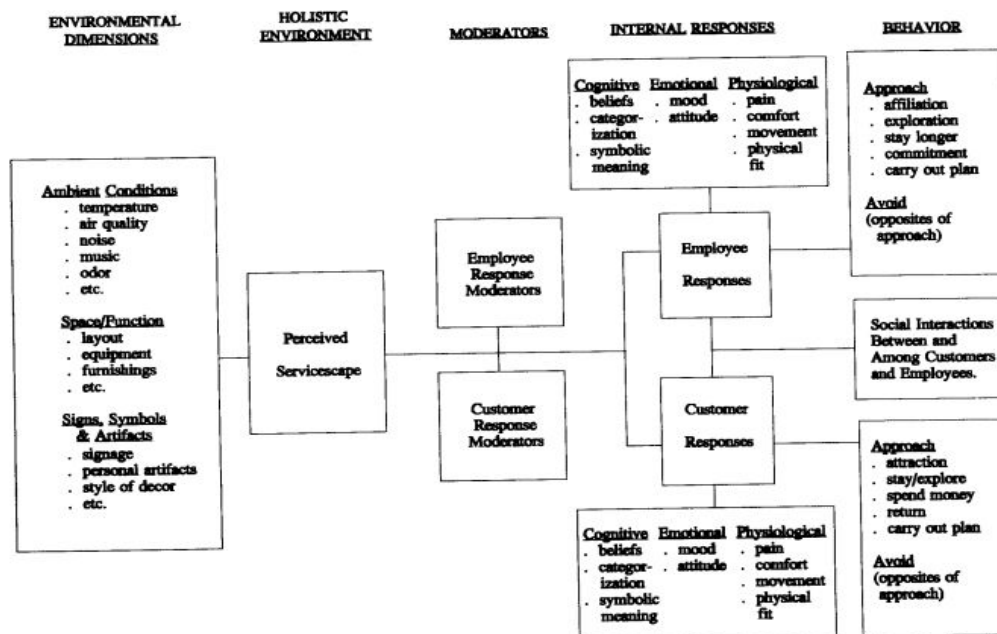 ENVIRONMENTAL
DIMENSIONS
HOLISTIC
ENVIRONMENT
MODERATORS
INTERNAL RESPONSES
BEHAVIOR
Ambient Conditions
. temperature
. air quality
. noise
. music
. odor
. etc.
Space/Function
. layout
. equipment
. furnishings
. etc.
Signs, Symbols
& Artifacts
. signage
. personal artifacts
. style of decor
. etc.
Perceived
Servicescape
Employee
Response
Moderators
Customer
Response
Moderators
Cognitive
. beliefs
. categor-
ization
. symbolic
meaning
Emotional
. mood
. attitude
Physiological
. pain
. comfort
. movement
. physical
fit
Employee
Responses
Customer
Responses
Cognitive
. beliefs
. categor-
ization
. symbolic
meaning
Emotional
. mood
. attitude
Physiological
. pain
. comfort
. movement
. physical
fit
Approach
. affiliation
. exploration
. stay longer
. commitment
. carry out plan
Avoid
(opposites of
approach)
Social Interactions
Between and
Among Customers
and Employees.
Approach
. attraction
. stay/explore
. spend money
. return
. carry out plan
Avoid
(opposites of
approach)